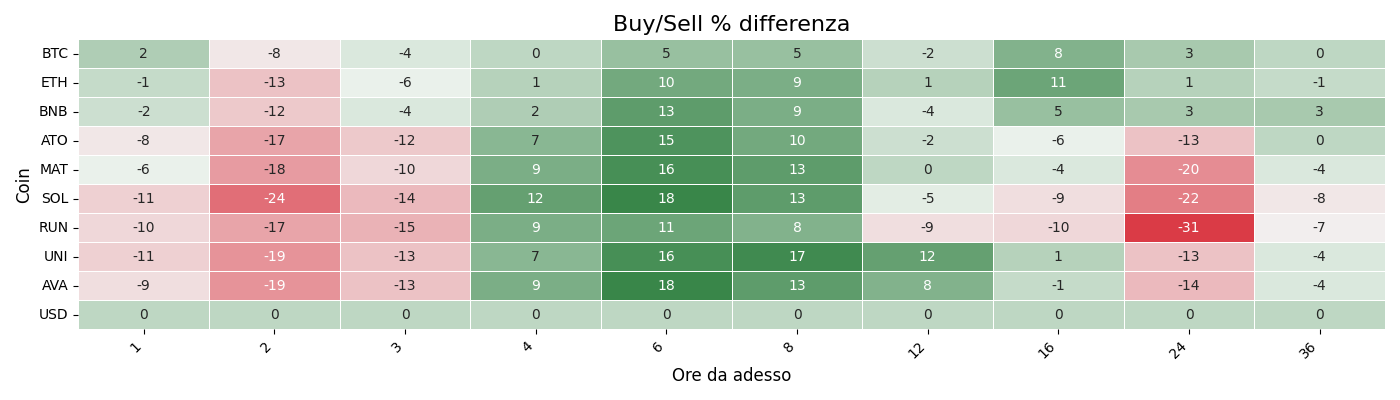 Buy/Sell % differenza
Coin
BTC 2 -8 -4 0 5 5 -2 8 3 0
ETH -1 -13 -6 1 10 9 1 11 1 -1
BNB -2 -12 -4 2 13 9 -4 5 3 3
ATO -8 -17 -12 7 15 10 -2 -6 -13 0
MAT -6 -18 -10 9 16 13 0 -4 -20 -4
SOL -11 -24 -14 12 18 13 -5 -9 -22 -8
RUN -10 -17 -15 9 11 8 -9 -10 -31 -7
UNI -11 -19 -13 7 16 17 12 1 -13 -4
AVA -9 -19 -13 9 18 13 8 -1 -14 -4
USD 0 0 0 0 0 0 0 0 0 0
1 2 3 4 6 8 12 16 24 36
Ore da adesso